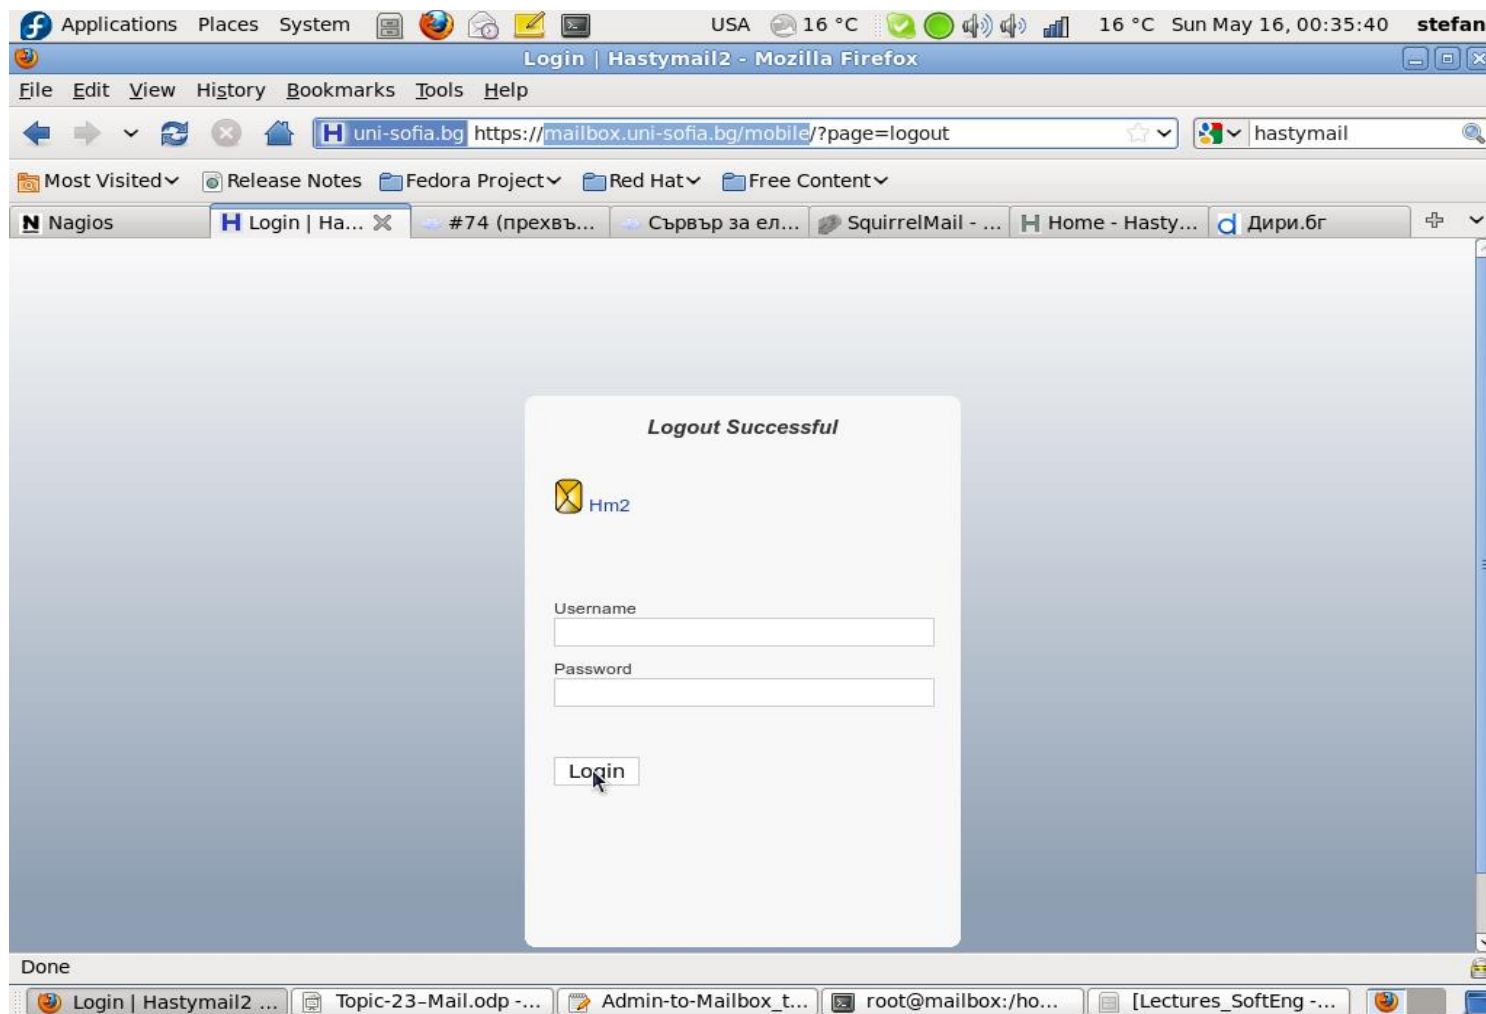 Applications Places System USA 16 °C 16 °C Sun May 16, 00:35:40 stefan
Login | Hastymail2 - Mozilla Firefox
File Edit View History Bookmarks Tools Help
uni-sofia.bg https://mailbox.uni-sofia.bg/mobile/?page=logout hastymail
Most Visited Release Notes Fedora Project Red Hat Free Content
N Nagios H Login | Ha... #74 (прехвъ... Сървър за ел... SquirrelMail - ... H Home - Hasty... d Дири.бг
Logout Successful
Hm2
Username
Password
Login
Done
Login | Hastymail2 ... Topic-23–Mail.odp -... Admin-to-Mailbox_t... root@mailbox:/ho... [Lectures_SoftEng -...